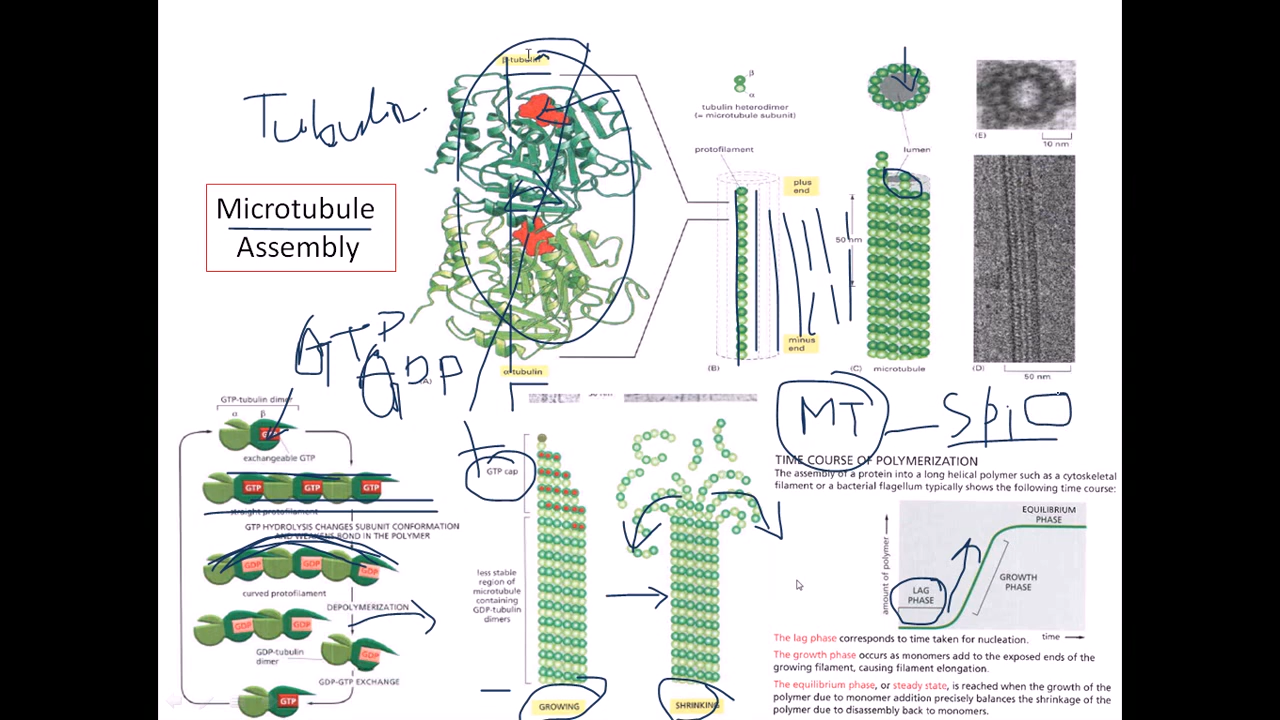 β-tubulin
Tubulin.
Microtubule
Assembly
α-tubulin
(A)
β
α
tubulin heterodimer
(= microtubule subunit)
protofilament
plus
end
minus
end
(B)
lumen
50 nm
(C)
microtubule
(E)
10 nm
(D)
50 nm
ATP
GDP
MT
GTP-tubulin dimer
α
β
GTP
exchangeable GTP
GTP
GTP
GTP
straight protofilament
GTP HYDROLYSIS CHANGES SUBUNIT CONFORMATION
AND WEAKENS BOND IN THE POLYMER
GDP
GDP
GDP
curved protofilament
DEPOLYMERIZATION
GDP
GDP
GDP-tubulin
dimer
GDP
GDP-GTP EXCHANGE
GTP
GTP cap
less stable
region of
microtubule
containing
GDP-tubulin
dimers
GROWING
SHRINKING
TIME COURSE OF POLYMERIZATION
The assembly of a protein into a long helical polymer such as a cytoskeletal
filament or a bacterial flagellum typically shows the following time course:
amount of polymer
LAG
PHASE
GROWTH
PHASE
EQUILIBRIUM
PHASE
time
The lag phase corresponds to time taken for nucleation.
The growth phase occurs as monomers add to the exposed ends of the
growing filament, causing filament elongation.
The equilibrium phase, or steady state, is reached when the growth of the
polymer due to monomer addition precisely balances the shrinkage of the
polymer due to disassembly back to monomers.